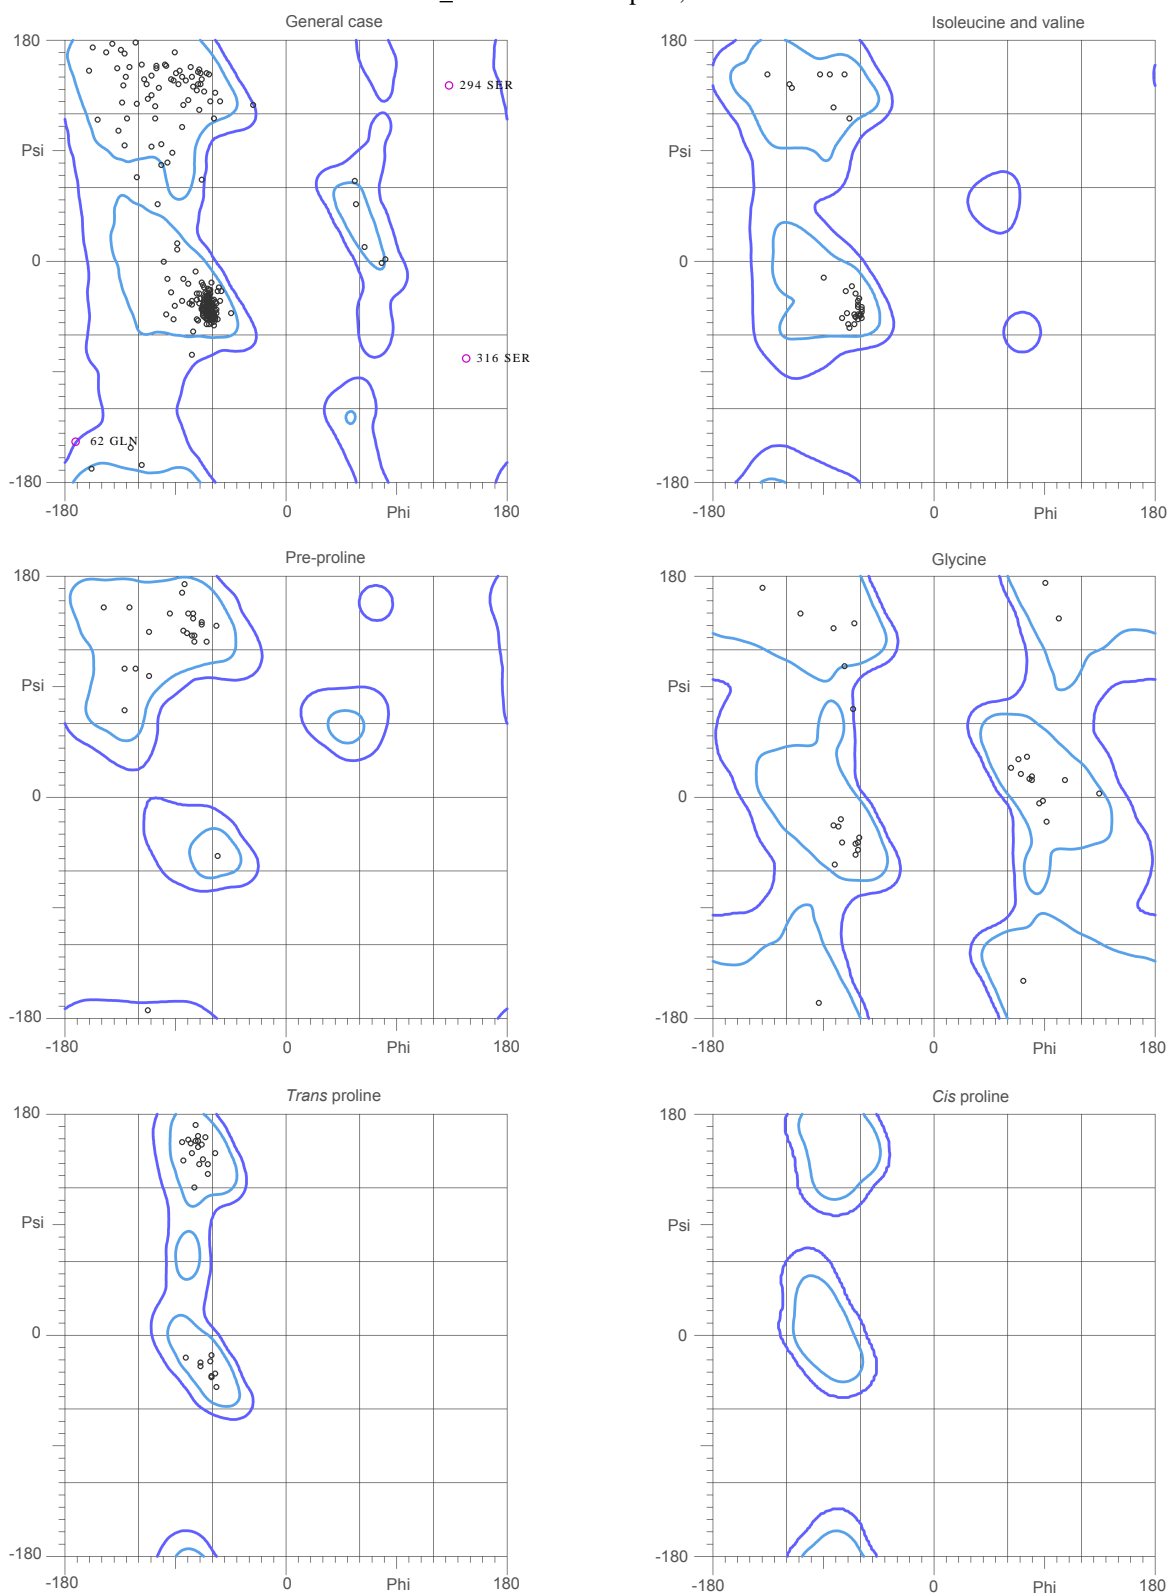 General case
Isoleucine and valine
180
294 SER
Psi
0
316 SER
62 GLN
-180
-180
0
Phi
180
180
Psi
0
-180
-180
0
Phi
180
Pre-proline
Glycine
180
Psi
0
-180
-180
0
Phi
180
180
Psi
0
-180
-180
0
Phi
180
Trans proline
Cis proline
180
Psi
0
-180
-180
0
Phi
180
180
Psi
0
-180
-180
0
Phi
180